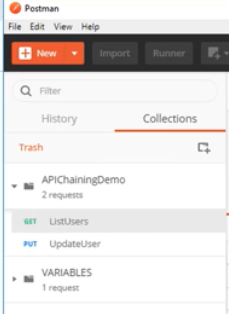 Postman
File Edit View Help
New Import Runner
Filter
History Collections
Trash
APIChainingDemo
2 requests
GET ListUsers
PUT UpdateUser
VARIABLES
1 request